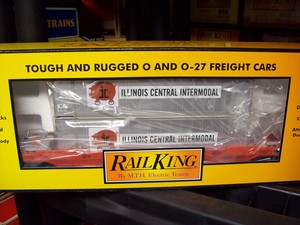 TRAINS
TOUGH AND RUGGED O AND O-27 FREIGHT CARS
ILLINOIS CENTRAL INTERMODAL
ILLINOIS CENTRAL INTERMODAL
RAILKING
By M.T.H. Electric Trains